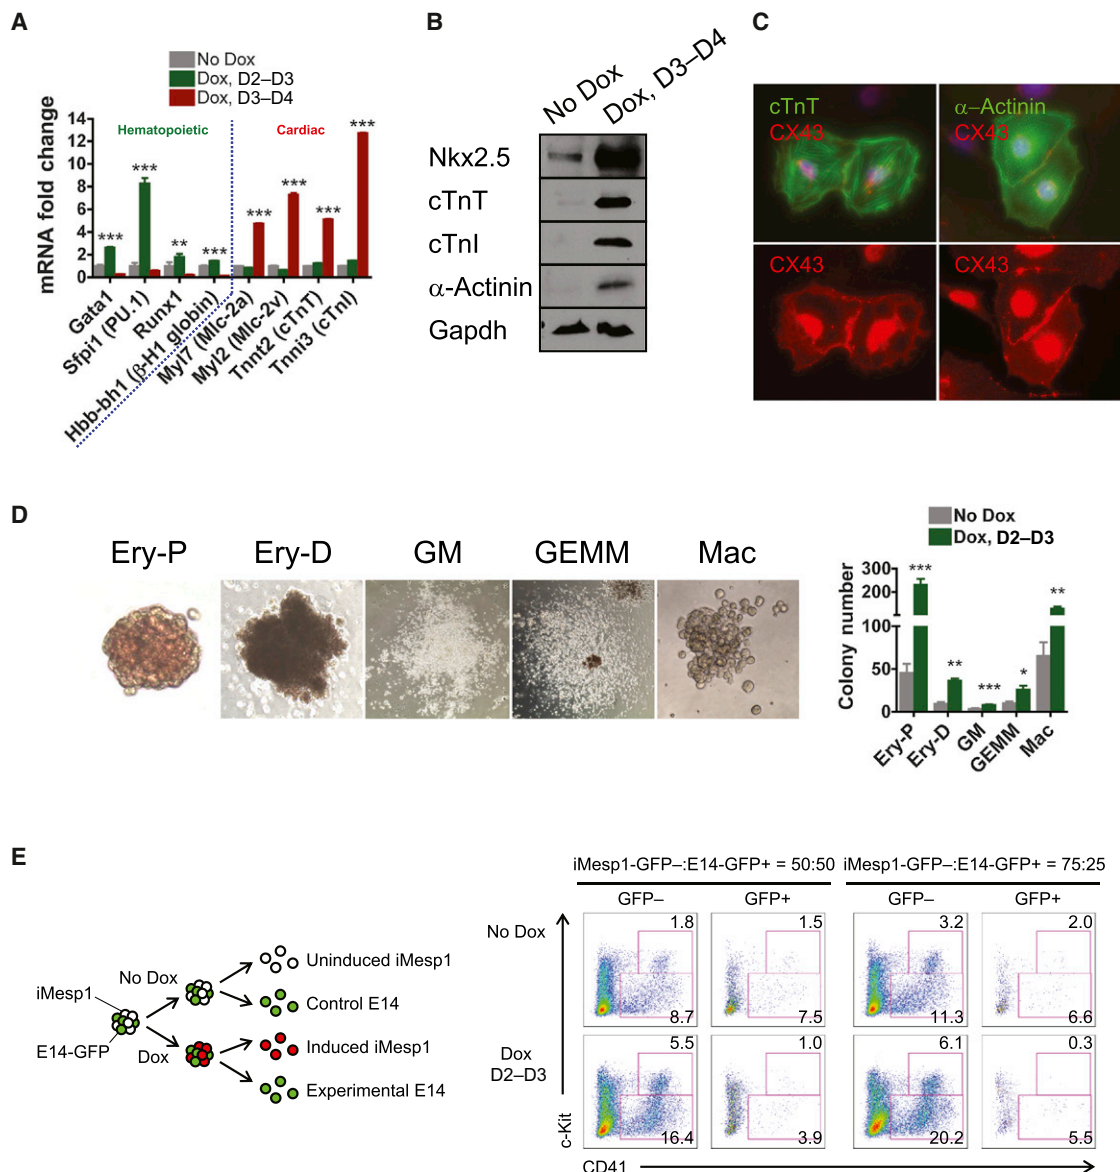 A
No Dox
Dox, D2–D3
Dox, D3–D4
mRNA fold change
14
12
10
8
6
4
2
0
Hematopoietic
Cardiac
***
***
**
***
***
***
***
***
Gata1
Sfpi1 (PU.1)
Runx1
Hbb-bh1 (β-H1 globin)
Myl7 (Mlc-2a)
Myl2 (Mlc-2v)
Tnnt2 (cTnT)
Tnni3 (cTnI)
B
No Dox
Dox, D3–D4
Nkx2.5
cTnT
cTnI
α-Actinin
Gapdh
C
cTnT
CX43
α–Actinin
CX43
CX43
CX43
D
Ery-P
Ery-D
GM
GEMM
Mac
No Dox
Dox, D2–D3
Colony number
300
200
100
50
0
***
**
***
*
**
Ery-P
Ery-D
GM
GEMM
Mac
E
iMesp1
E14-GFP
No Dox
Dox
Uninduced iMesp1
Control E14
Induced iMesp1
Experimental E14
iMesp1-GFP–:E14-GFP+ = 50:50
iMesp1-GFP–:E14-GFP+ = 75:25
GFP–
GFP+
GFP–
GFP+
No Dox
1.8
8.7
1.5
7.5
3.2
11.3
2.0
6.6
Dox
D2–D3
5.5
16.4
1.0
3.9
6.1
20.2
0.3
5.5
c-Kit
CD41